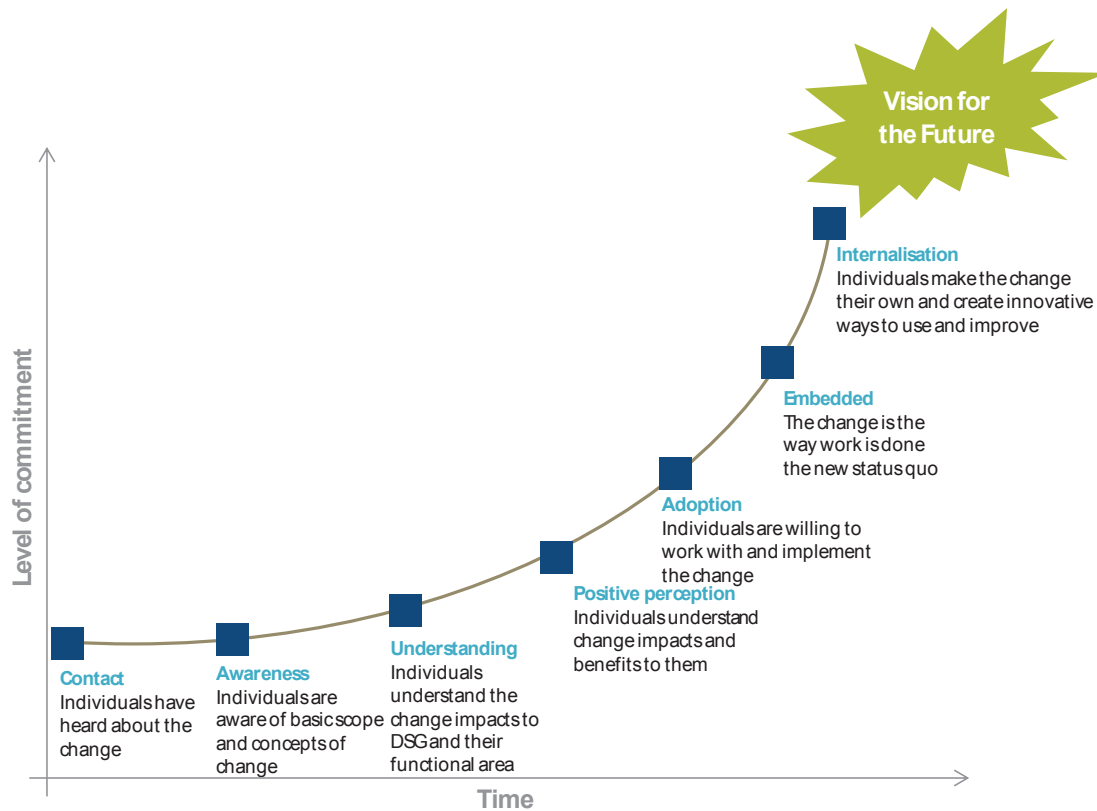 Vision for
the Future
Level of commitment
Internalisation
Individuals make the change
their own and create innovative
ways to use and improve
Embedded
The change is the
way work is done
the new status quo
Adoption
Individuals are willing to
work with and implement
the change
Positive perception
Individuals understand
change impacts and
benefits to them
Understanding
Individuals
understand the
change impacts to
DSG and their
functional area
Awareness
Individuals are
aware of basic scope
and concepts of
change
Contact
Individuals have
heard about the
change
Time